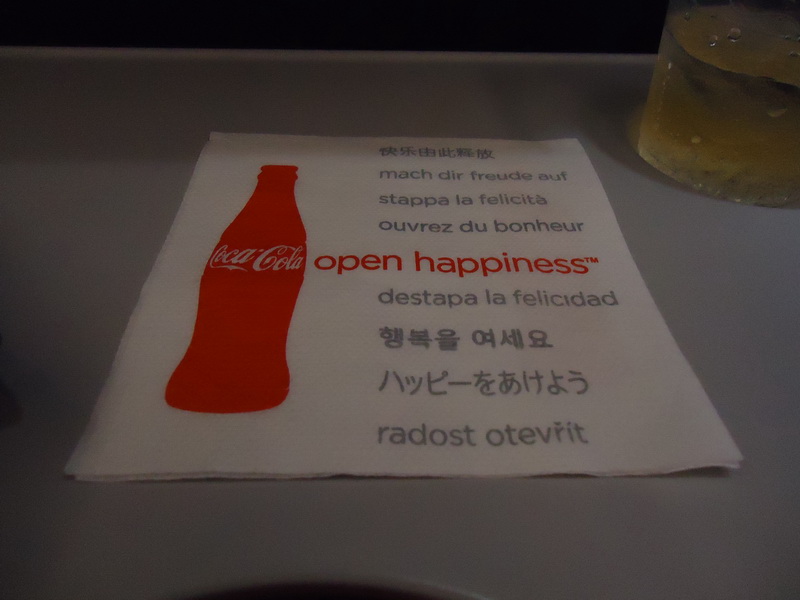 快乐由此释放
mach dir freude auf
stappa la felicità
ouvrez du bonheur
Coca-Cola open happiness™
destapa la felicidad
행복을 여세요
ハッピーをあけよう
radost otevřít